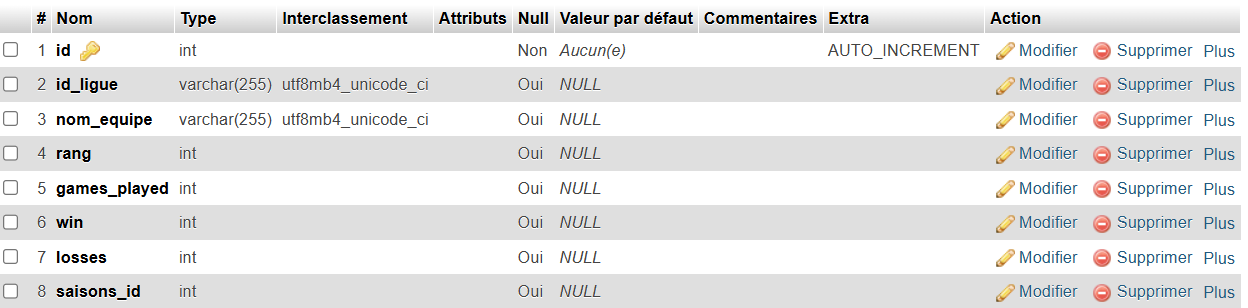 # Nom Type Interclassement Attributs Null Valeur par défaut Commentaires Extra Action
1 id int Non Aucun(e) AUTO_INCREMENT Modifier Supprimer Plus
2 id_ligue varchar(255) utf8mb4_unicode_ci Oui NULL Modifier Supprimer Plus
3 nom_equipe varchar(255) utf8mb4_unicode_ci Oui NULL Modifier Supprimer Plus
4 rang int Oui NULL Modifier Supprimer Plus
5 games_played int Oui NULL Modifier Supprimer Plus
6 win int Oui NULL Modifier Supprimer Plus
7 losses int Oui NULL Modifier Supprimer Plus
8 saisons_id int Oui NULL Modifier Supprimer Plus